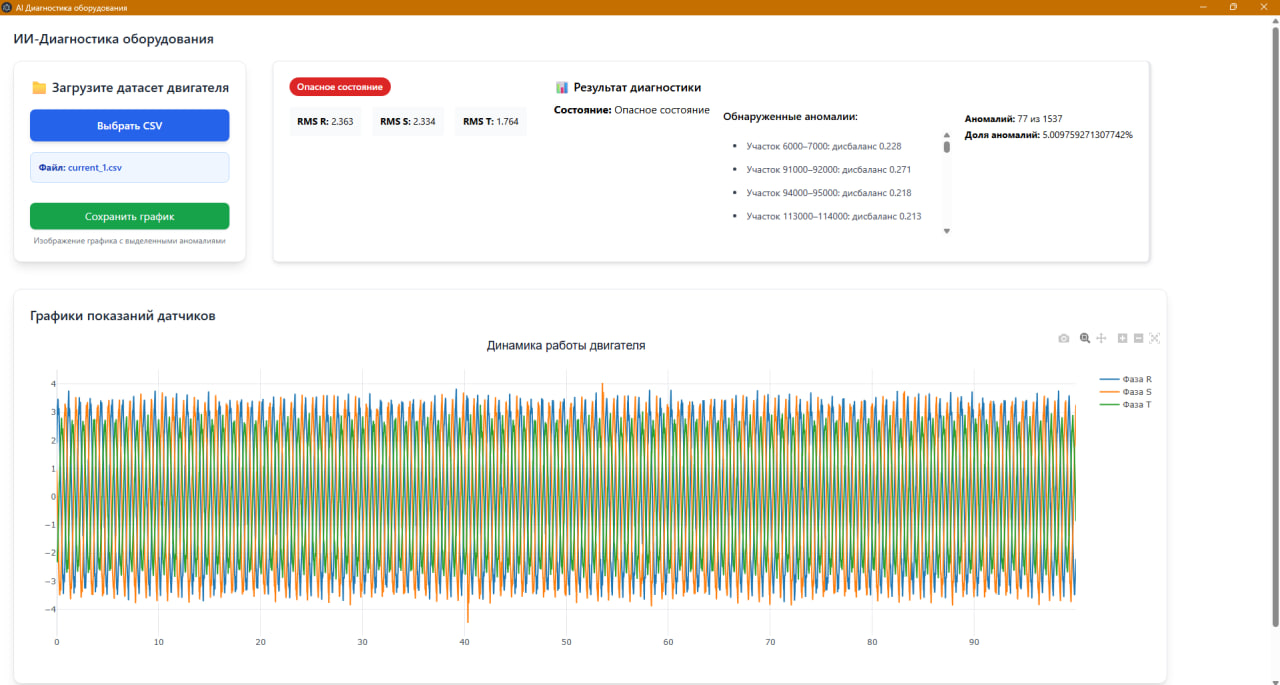 AI Диагностика оборудования
ИИ-Диагностика оборудования
Загрузите датасет двигателя
Выбрать CSV
Файл: current_1.csv
Сохранить график
Изображение графика с выделенными аномалиями
Опасное состояние
RMS R: 2.363
RMS S: 2.334
RMS T: 1.764
Результат диагностики
Состояние: Опасное состояние
Обнаруженные аномалии:
Участок 6000–7000: дисбаланс 0.228
Участок 91000–92000: дисбаланс 0.271
Участок 94000–95000: дисбаланс 0.218
Участок 113000–114000: дисбаланс 0.213
Аномалий: 77 из 1537
Доля аномалий: 5.009759271307742%
Графики показаний датчиков
Динамика работы двигателя
4
3
2
1
0
−1
−2
−3
−4
0 10 20 30 40 50 60 70 80 90
Фаза R
Фаза S
Фаза T